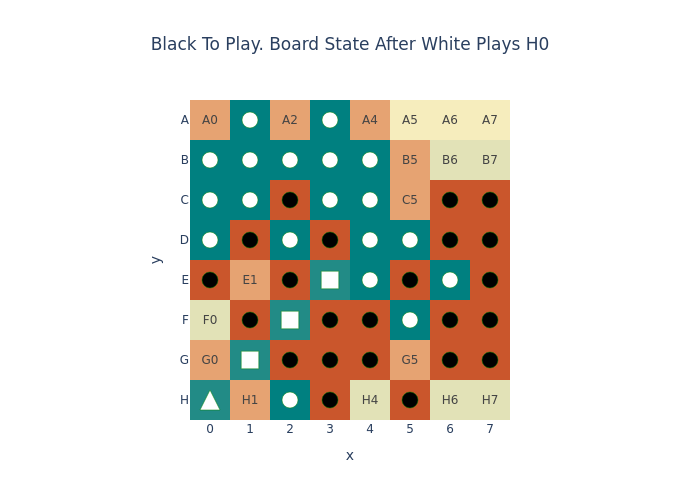 Black To Play. Board State After White Plays H0
A A0 A2 A4 A5 A6 A7
B B5 B6 B7
C C5
D
E E1
F F0
G G0 G5
H H1 H4 H6 H7
0 1 2 3 4 5 6 7
x
y